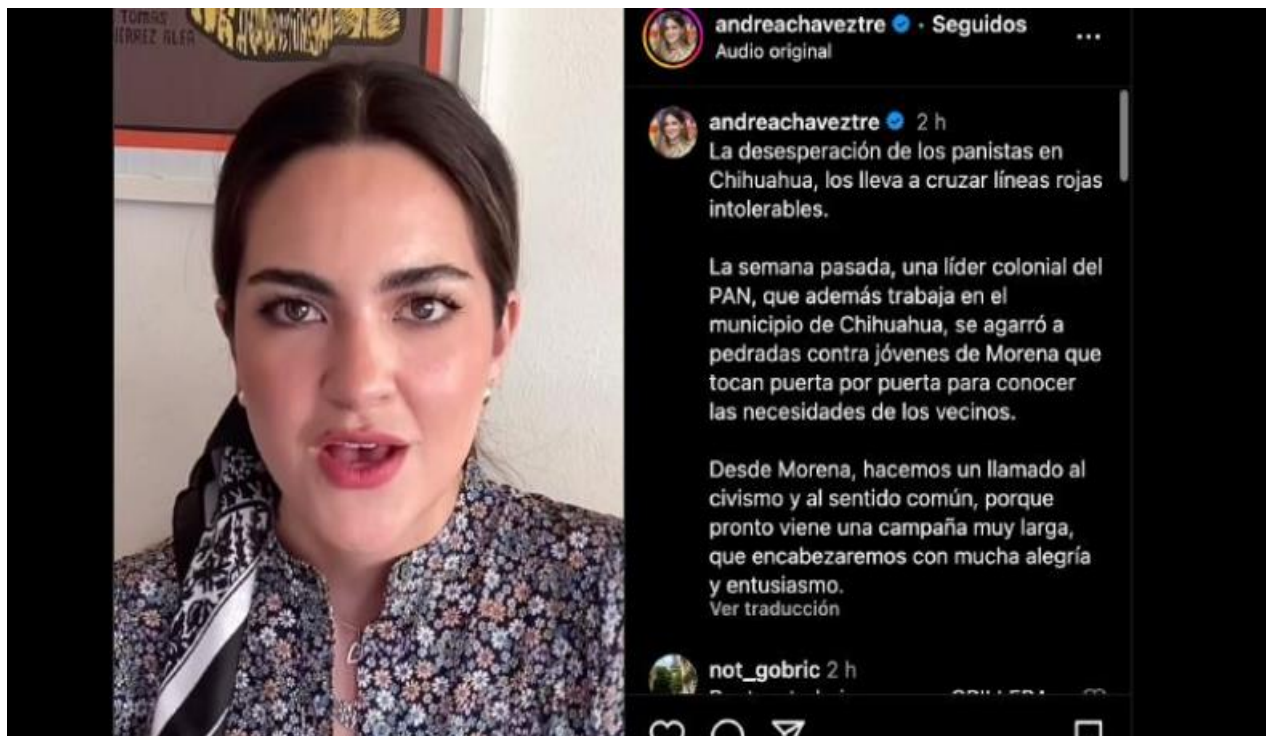 TOMAS
andreachaveztre · Seguidos
Audio original
andreachaveztre 2 h
La desesperación de los panistas en
Chihuahua, los lleva a cruzar líneas rojas
intolerables.
La semana pasada, una líder colonial del
PAN, que además trabaja en el
municipio de Chihuahua, se agarró a
pedradas contra jóvenes de Morena que
tocan puerta por puerta para conocer
las necesidades de los vecinos.
Desde Morena, hacemos un llamado al
civismo y al sentido común, porque
pronto viene una campaña muy larga,
que encabezaremos con mucha alegría
y entusiasmo.
Ver traducción
not_gobric 2 h